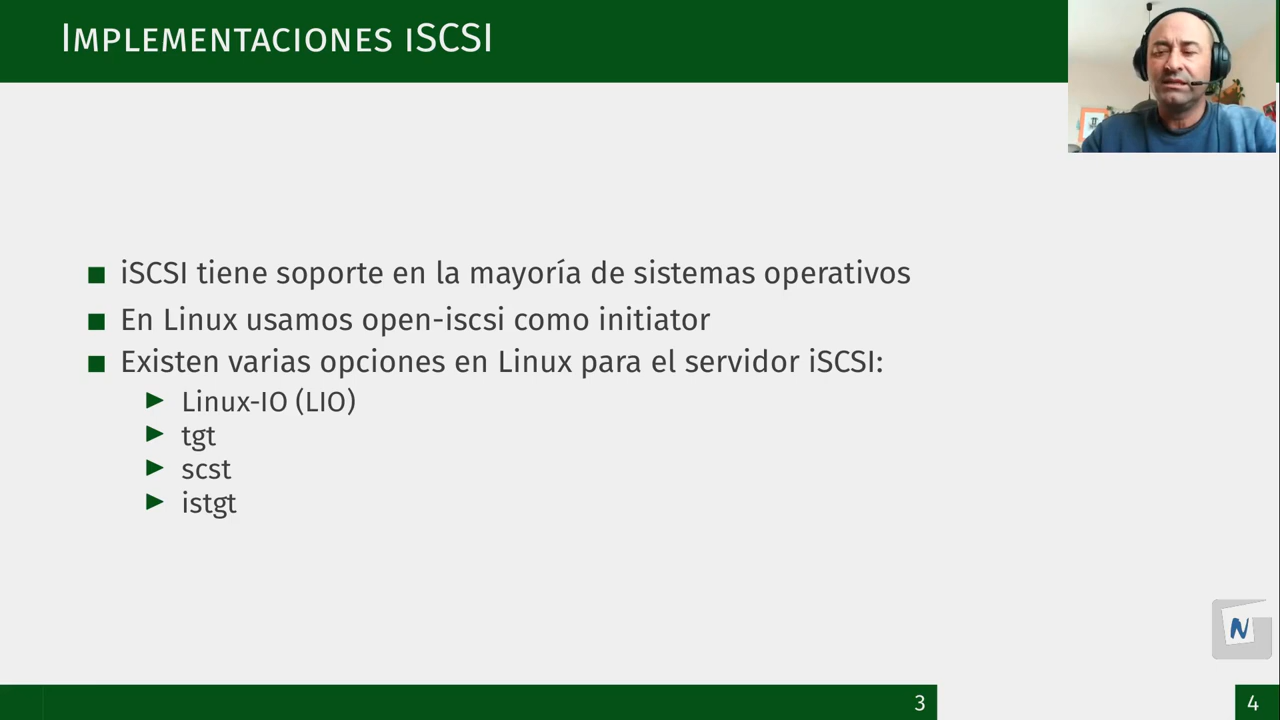 Implementaciones iSCSI
iSCSI tiene soporte en la mayoría de sistemas operativos
En Linux usamos open-iscsi como initiator
Existen varias opciones en Linux para el servidor iSCSI:
Linux-IO (LIO)
tgt
scst
istgt
N
3
4